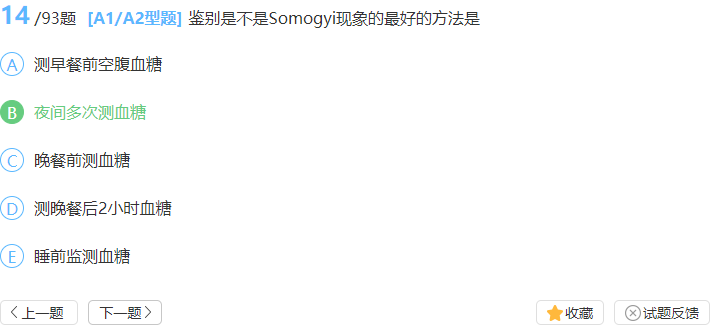 14/93题 [A1/A2型题] 鉴别是不是Somogyi现象的最好的方法是
A 测早餐前空腹血糖
B 夜间多次测血糖
C 晚餐前测血糖
D 测晚餐后2小时血糖
E 睡前监测血糖
上一题 下一题 收藏 试题反馈